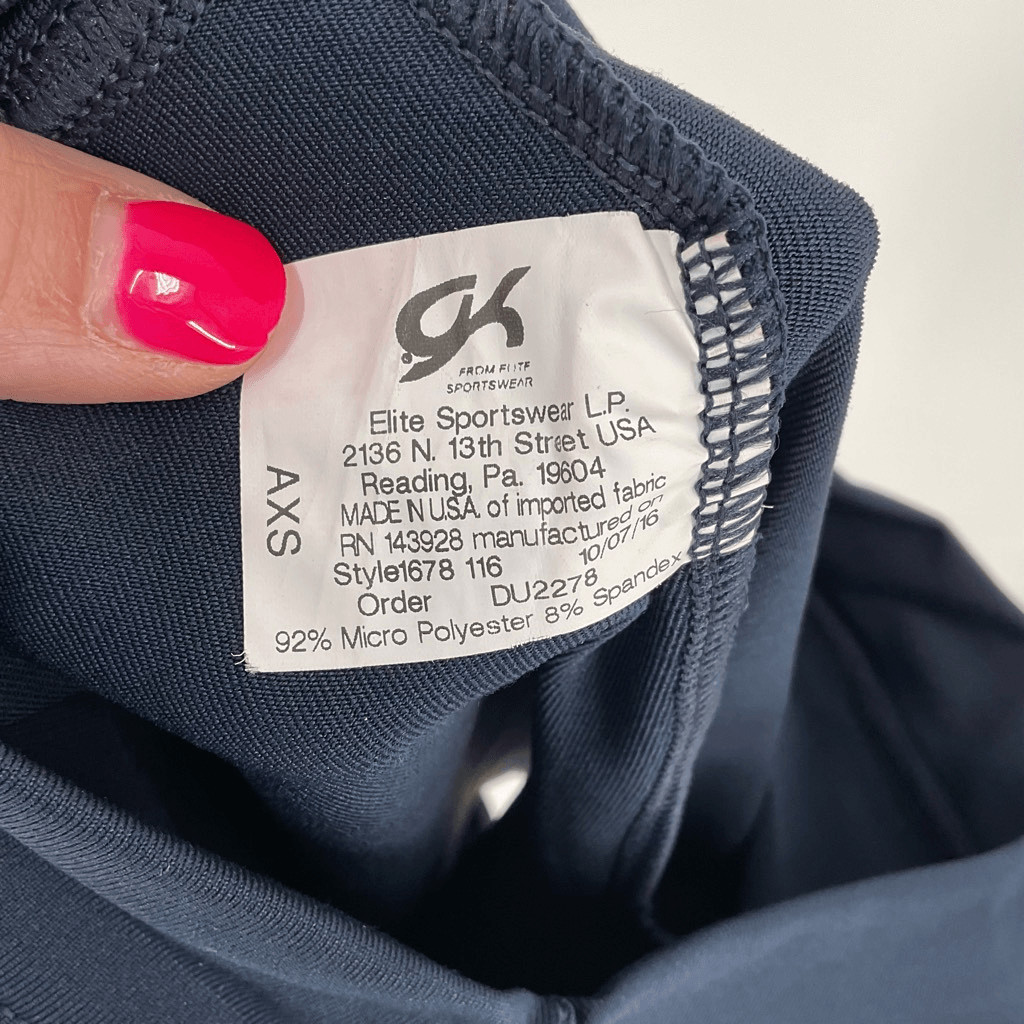 GK
FROM ELITE
SPORTSWEAR
Elite Sportswear L.P.
2136 N. 13th Street USA
Reading, Pa. 19604
MADE N U.S.A. of imported fabric
RN 143928 manufactured on
Style1678 116 10/07/16
Order DU2278
92% Micro Polyester 8% Spandex
AXS